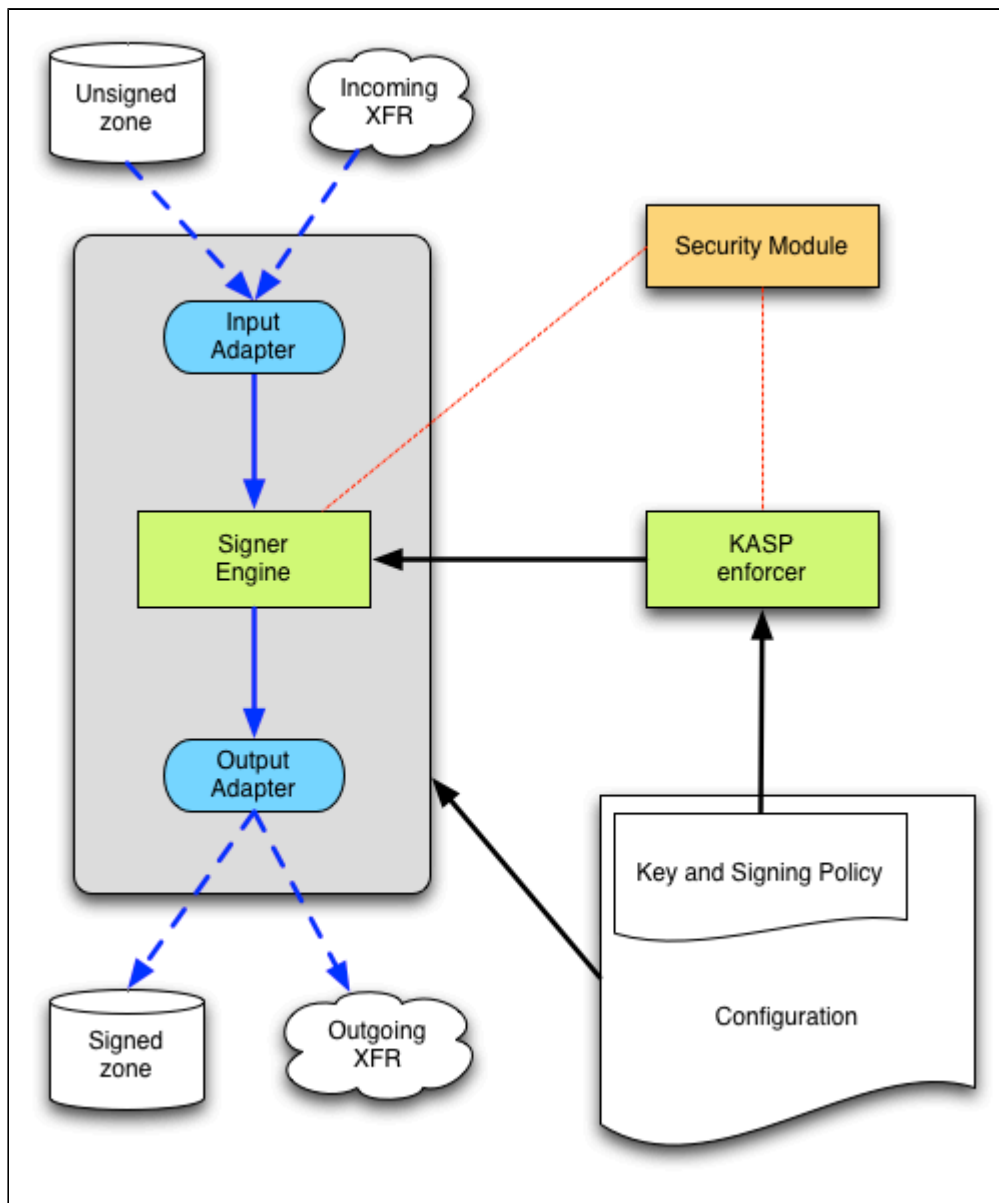 Unsigned
zone
Incoming
XFR
Security Module
Input
Adapter
Signer
Engine
KASP
enforcer
Output
Adapter
Key and Signing Policy
Configuration
Signed
zone
Outgoing
XFR